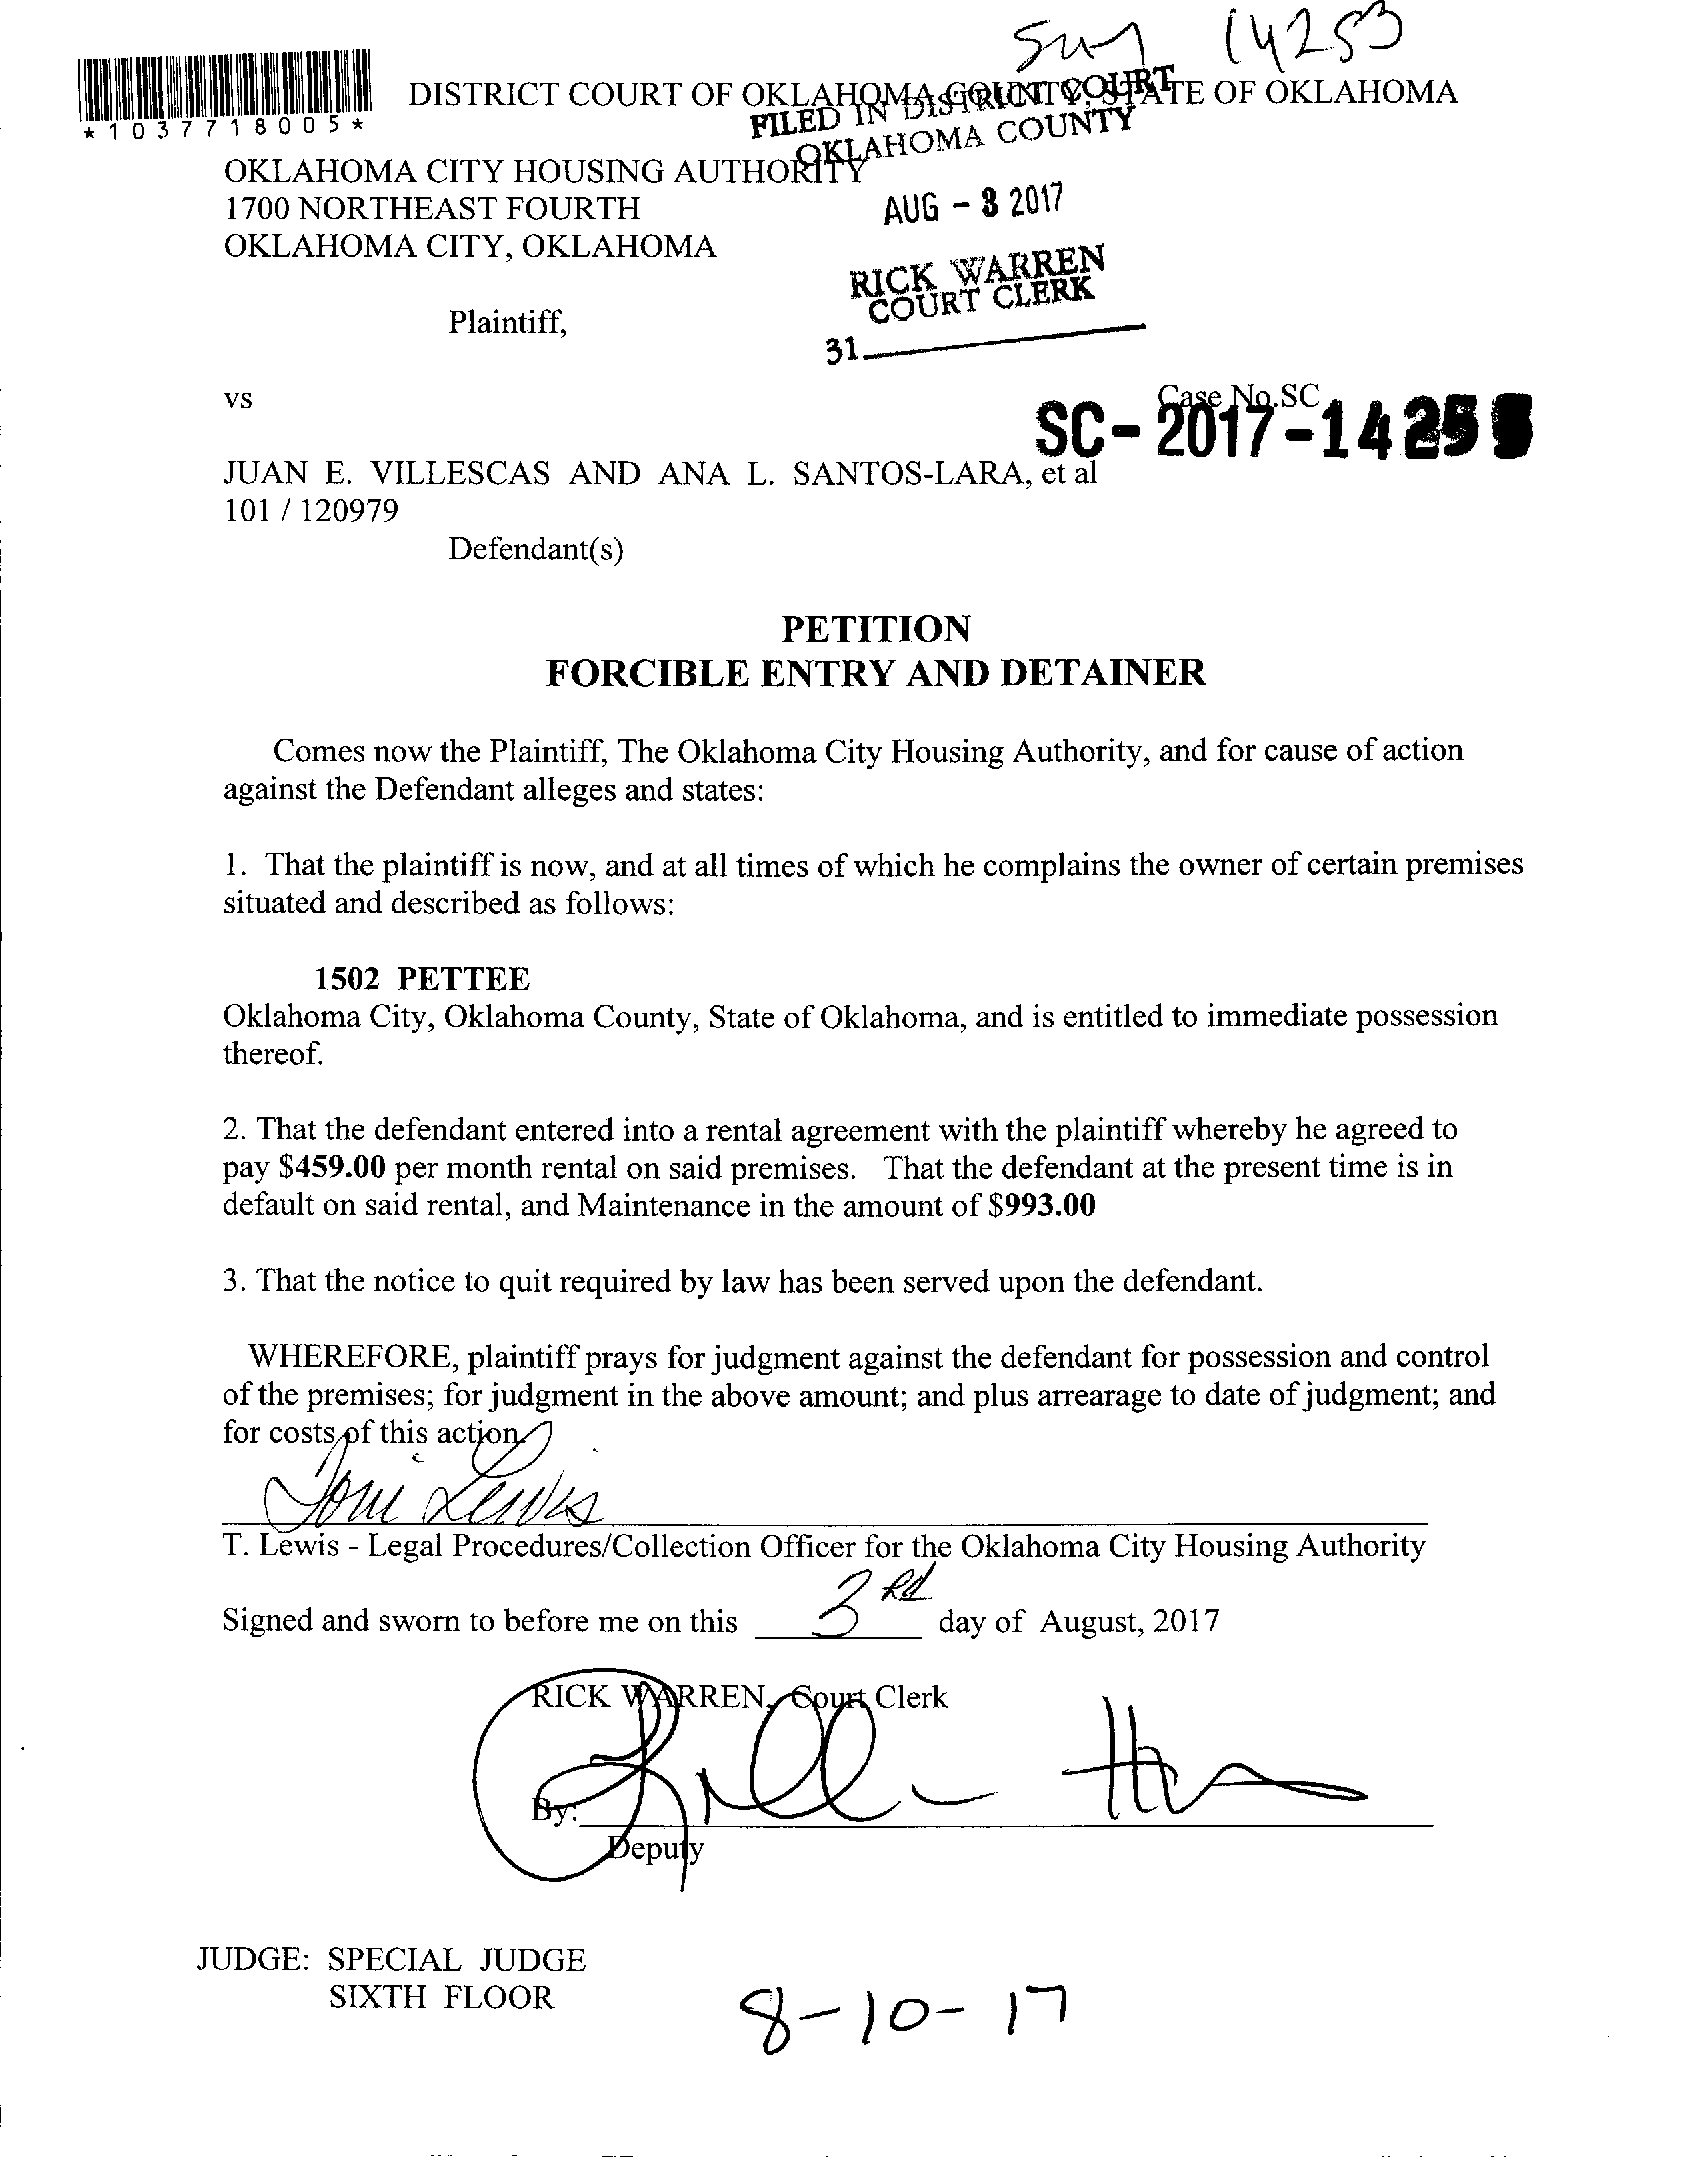 14253
DISTRICT COURT OF OKLAHOMA COUNTY, STATE OF OKLAHOMA
*1037718005*
FILED IN DISTRICT COURT
OKLAHOMA COUNTY
OKLAHOMA CITY HOUSING AUTHORITY
1700 NORTHEAST FOURTH
AUG - 3 2017
OKLAHOMA CITY, OKLAHOMA
RICK WARREN
COURT CLERK
Plaintiff,
31
vs
Case No.SC
SC-2017-14253
JUAN E. VILLESCAS AND ANA L. SANTOS-LARA, et al
101 / 120979
Defendant(s)
PETITION
FORCIBLE ENTRY AND DETAINER
Comes now the Plaintiff, The Oklahoma City Housing Authority, and for cause of action
against the Defendant alleges and states:
1. That the plaintiff is now, and at all times of which he complains the owner of certain premises
situated and described as follows:
1502 PETTEE
Oklahoma City, Oklahoma County, State of Oklahoma, and is entitled to immediate possession
thereof.
2. That the defendant entered into a rental agreement with the plaintiff whereby he agreed to
pay $459.00 per month rental on said premises. That the defendant at the present time is in
default on said rental, and Maintenance in the amount of $993.00
3. That the notice to quit required by law has been served upon the defendant.
WHEREFORE, plaintiff prays for judgment against the defendant for possession and control
of the premises; for judgment in the above amount; and plus arrearage to date of judgment; and
for costs of this action.
Toni Lewis
T. Lewis - Legal Procedures/Collection Officer for the Oklahoma City Housing Authority
Signed and sworn to before me on this 3rd day of August, 2017
RICK WARREN, Court Clerk
By:
Deputy
JUDGE: SPECIAL JUDGE
SIXTH FLOOR
8-10-17